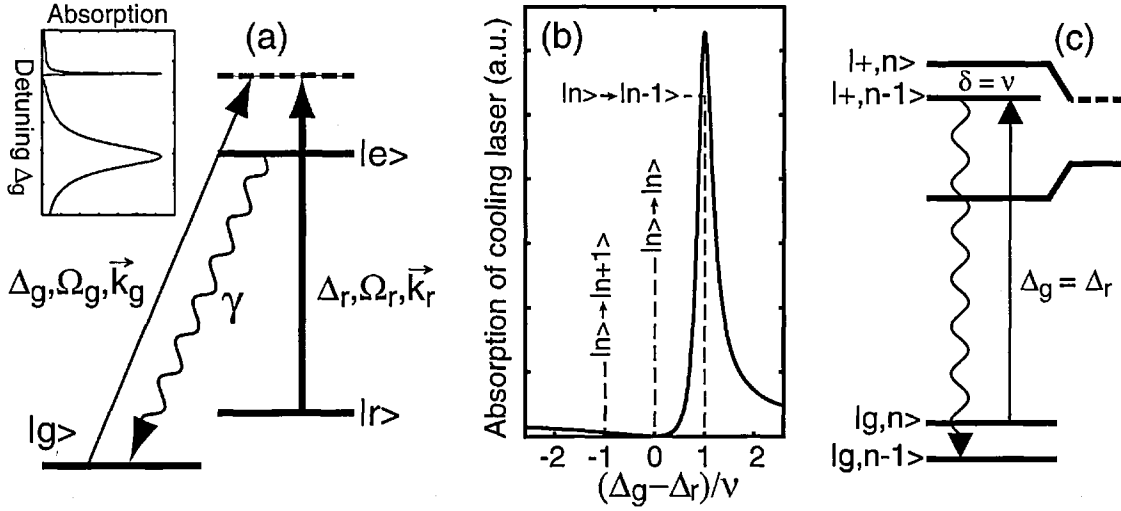 Absorption
Detuning Δg
(a)
|e>
Δg,Ωg,k⃗g
γ
Δr,Ωr,k⃗r
|g>
|r>
Absorption of cooling laser (a.u.)
(b)
|n>→|n-1>
|n>→|n+1>
|n>→|n>
-2 -1 0 1 2
(Δg−Δr)/ν
(c)
|+,n>
|+,n-1>
δ = ν
Δg = Δr
|g,n>
|g,n-1>